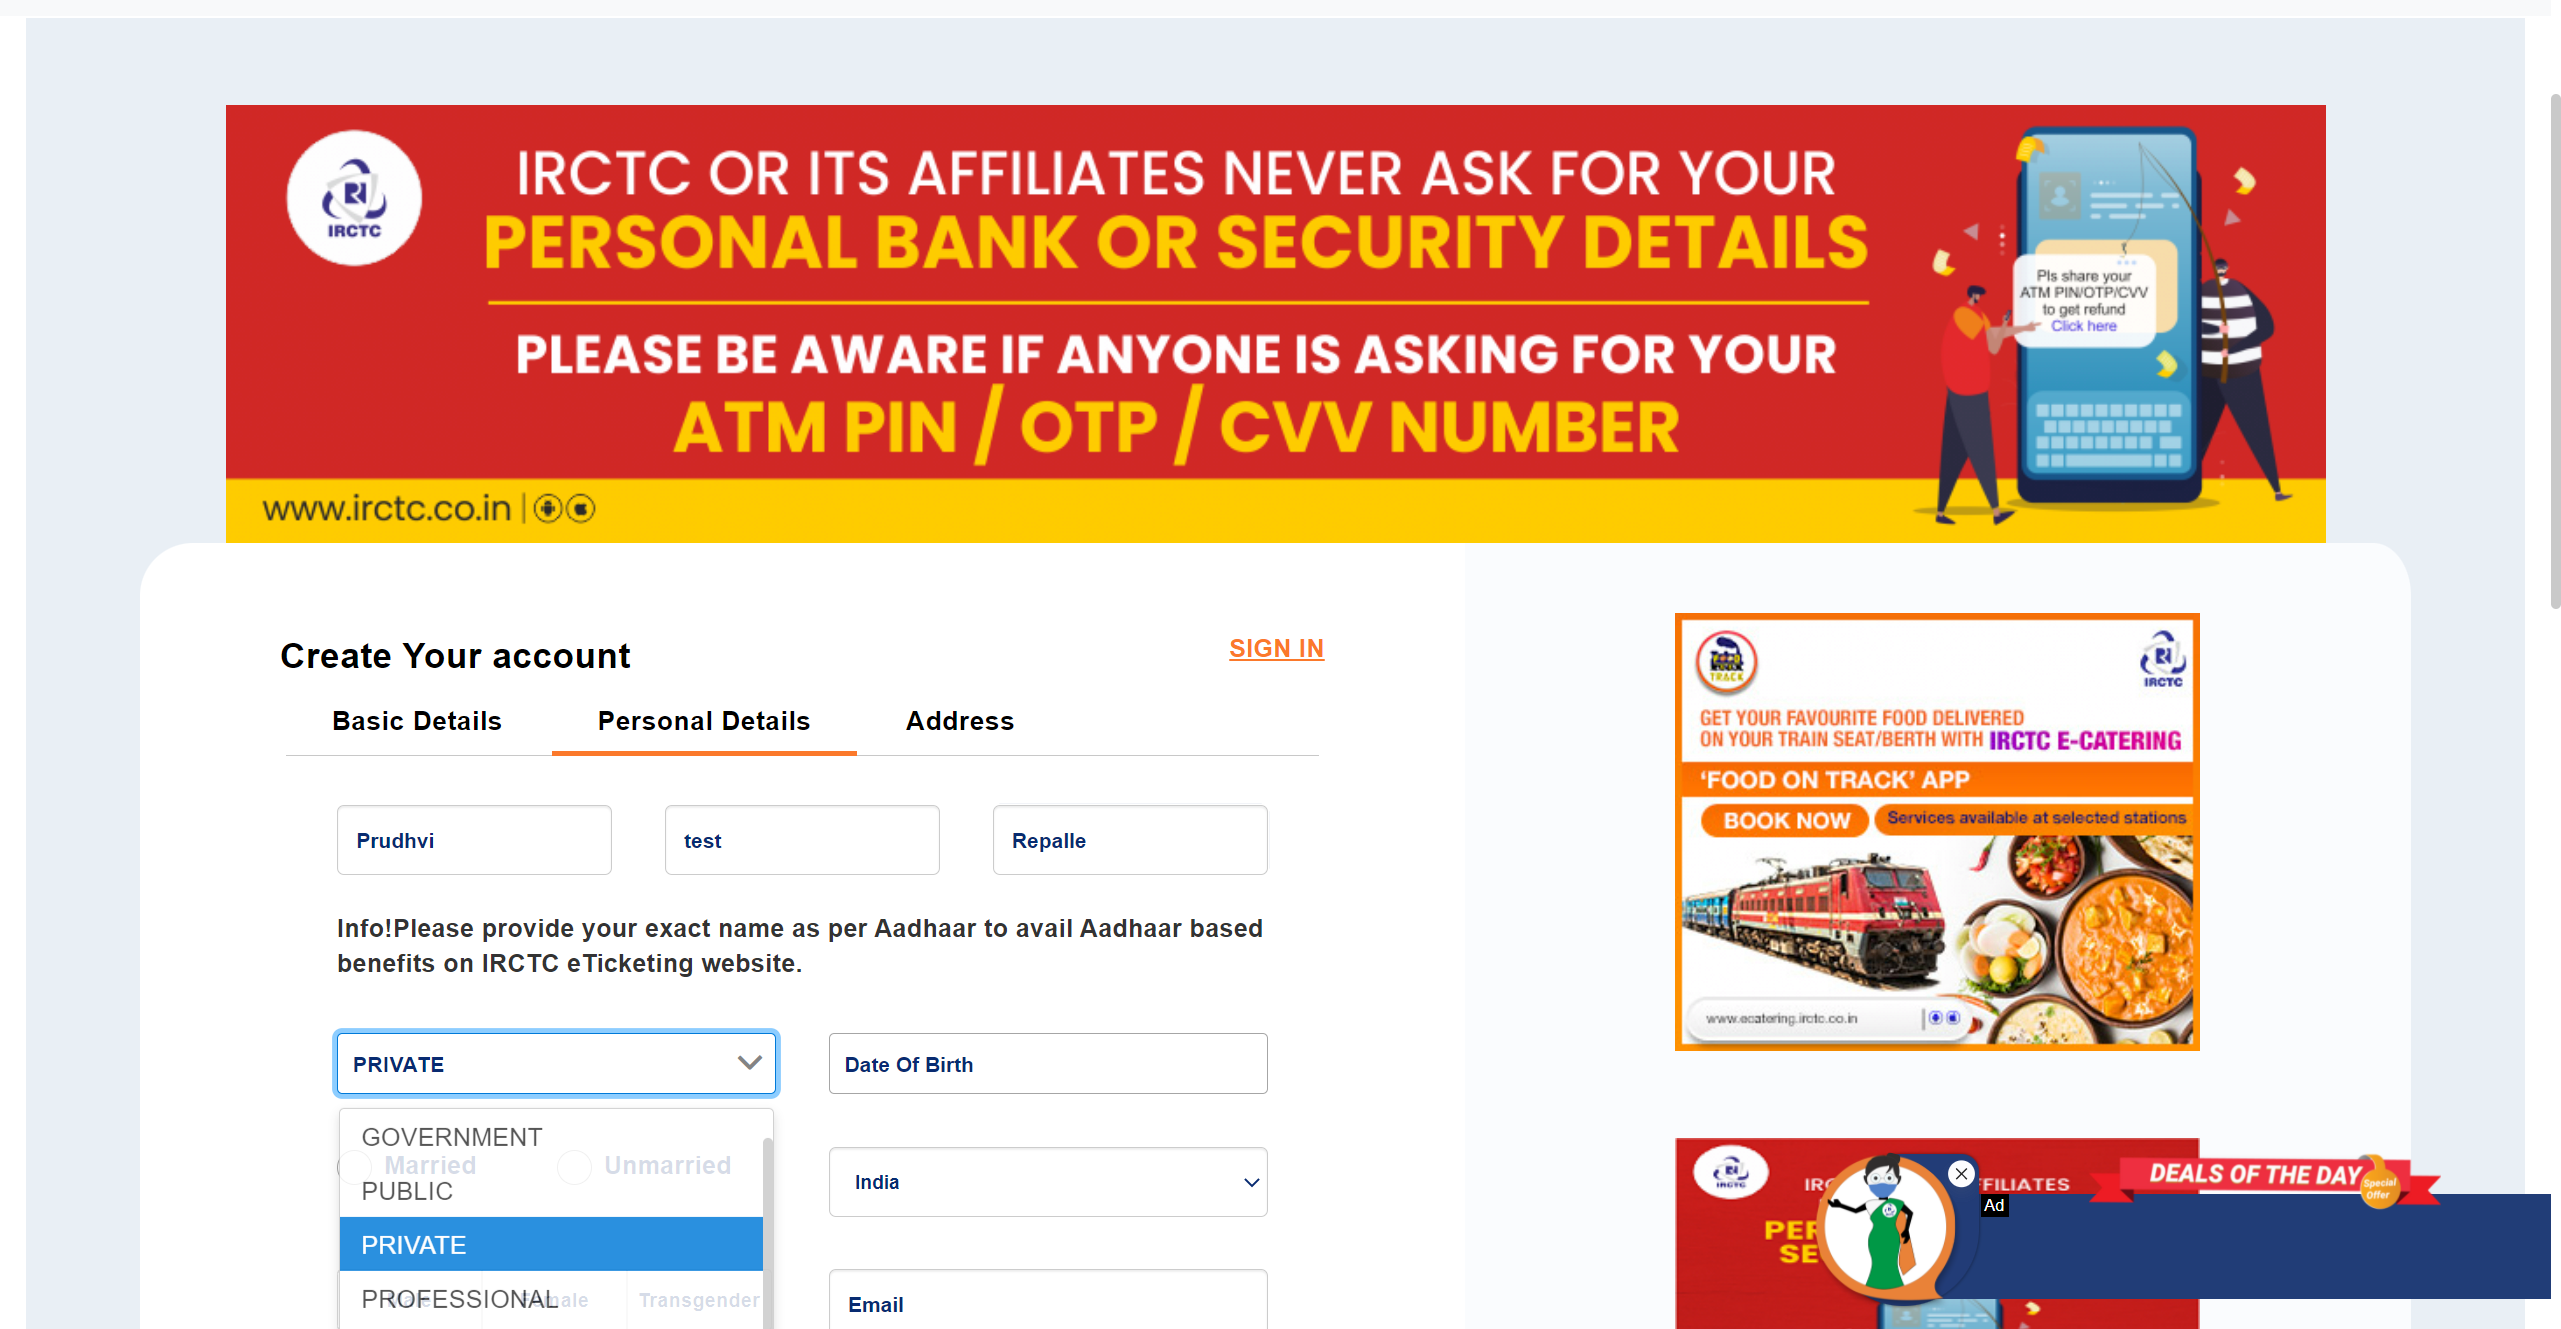 IRCTC OR ITS AFFILIATES NEVER ASK FOR YOUR
PERSONAL BANK OR SECURITY DETAILS
PLEASE BE AWARE IF ANYONE IS ASKING FOR YOUR
ATM PIN / OTP / CVV NUMBER
IRCTC
www.irctc.co.in
Pls share your
ATM PIN/OTP/CVV
to get refund
Click here
Create Your account
SIGN IN
Basic Details
Personal Details
Address
Prudhvi
test
Repalle
Info!Please provide your exact name as per Aadhaar to avail Aadhaar based
benefits on IRCTC eTicketing website.
PRIVATE
Date Of Birth
GOVERNMENT
Married
Unmarried
PUBLIC
PRIVATE
PROFESSIONAL
Transgender
India
Email
TRACK
IRCTC
GET YOUR FAVOURITE FOOD DELIVERED
ON YOUR TRAIN SEAT/BERTH WITH IRCTC E-CATERING
‘FOOD ON TRACK’ APP
BOOK NOW
Services available at selected stations
www.ecatering.irctc.co.in
IRCTC
DEALS OF THE DAY
Special
Offer
Ad